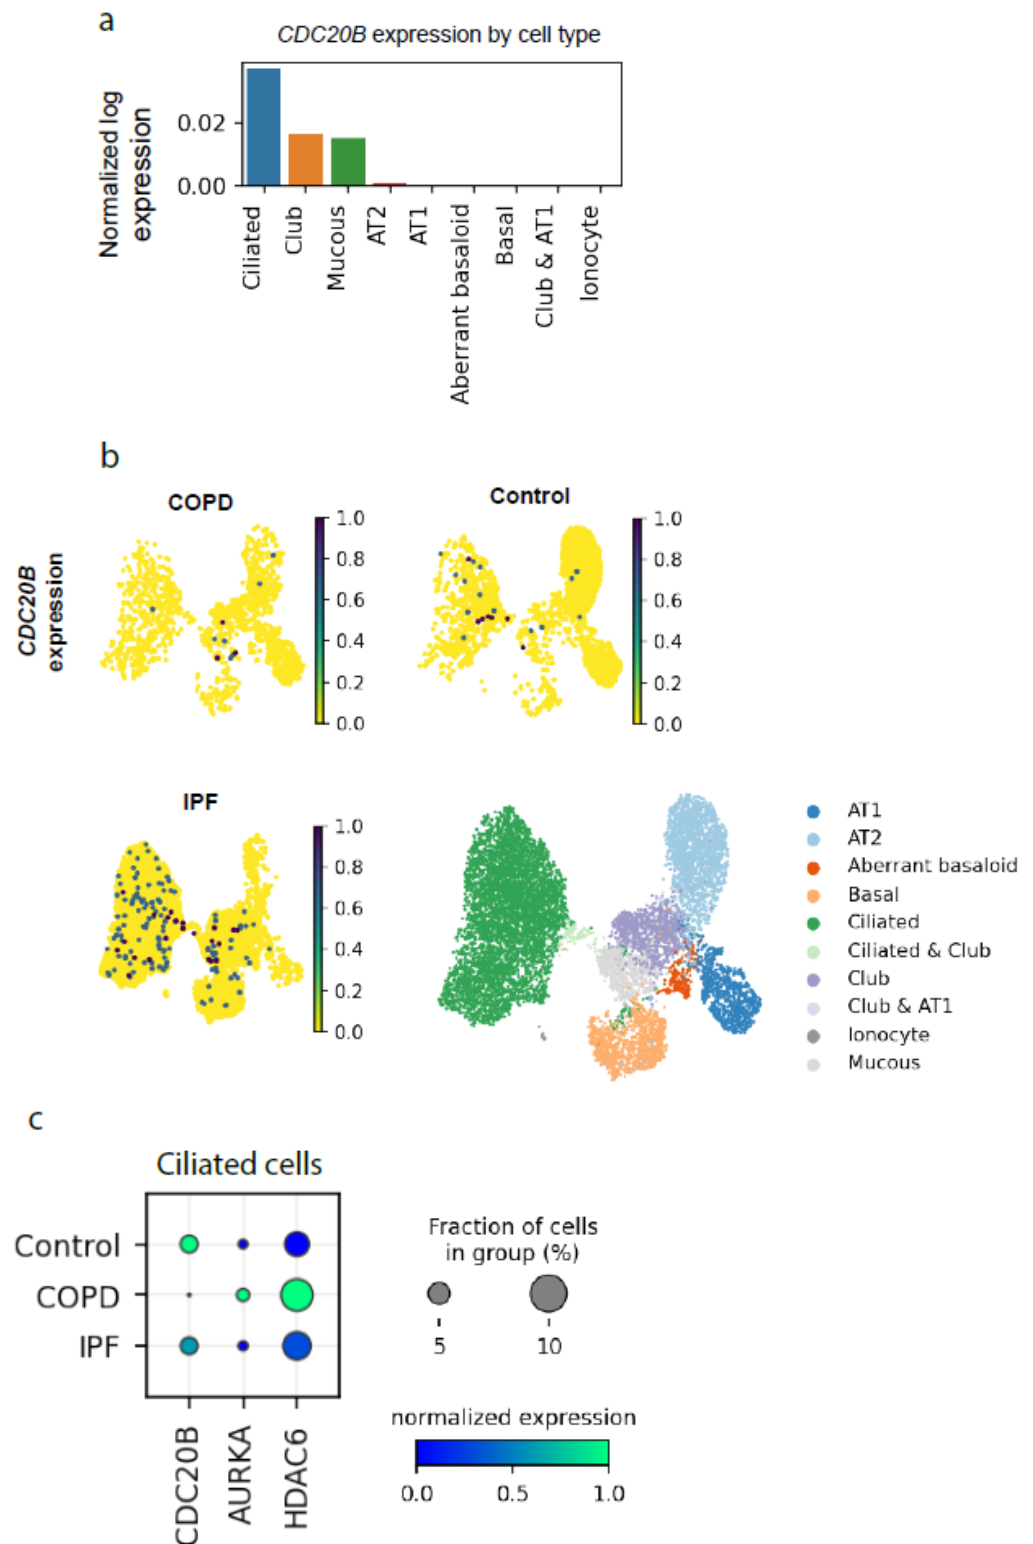 a
CDC20B expression by cell type
Normalized log
expression
0.02
0.00
Ciliated
Club
Mucous
AT2
AT1
Aberrant basaloid
Basal
Club & AT1
Ionocyte
b
COPD
Control
CDC20B
expression
1.0
0.8
0.6
0.4
0.2
0.0
1.0
0.8
0.6
0.4
0.2
0.0
IPF
1.0
0.8
0.6
0.4
0.2
0.0
AT1
AT2
Aberrant basaloid
Basal
Ciliated
Ciliated & Club
Club
Club & AT1
Ionocyte
Mucous
c
Ciliated cells
Control
COPD
IPF
CDC20B
AURKA
HDAC6
Fraction of cells
in group (%)
5
10
normalized expression
0.0
0.5
1.0